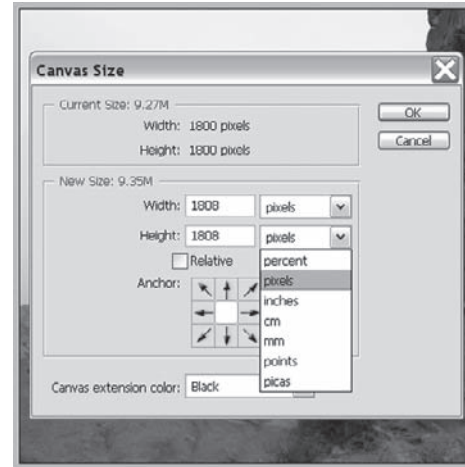 Canvas Size
Current Size: 9.27M
OK
Width: 1800 pixels
Cancel
Height: 1800 pixels
New Size: 9.35M
Width: 1808 pixels
Height: 1808 pixels
Relative
percent
Anchor:
pixels
inches
cm
mm
points
picas
Canvas extension color: Black